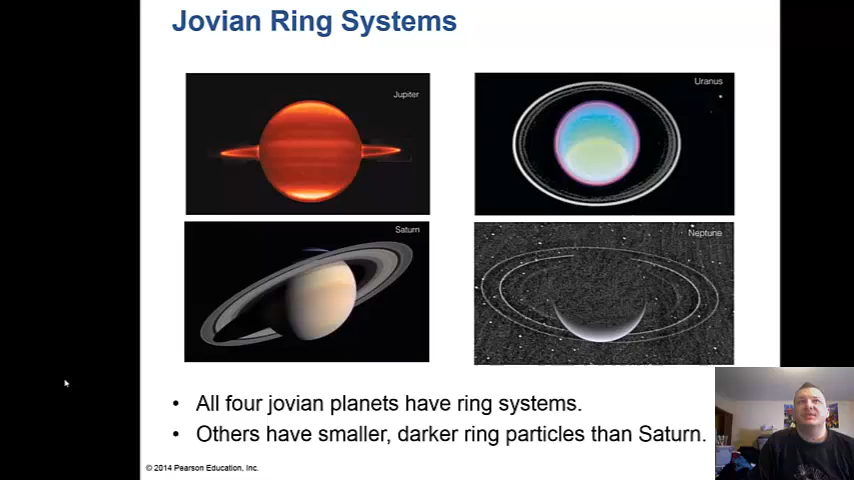 Jovian Ring Systems
Jupiter
Uranus
Saturn
Neptune
• All four jovian planets have ring systems.
• Others have smaller, darker ring particles than Saturn.
© 2014 Pearson Education, Inc.